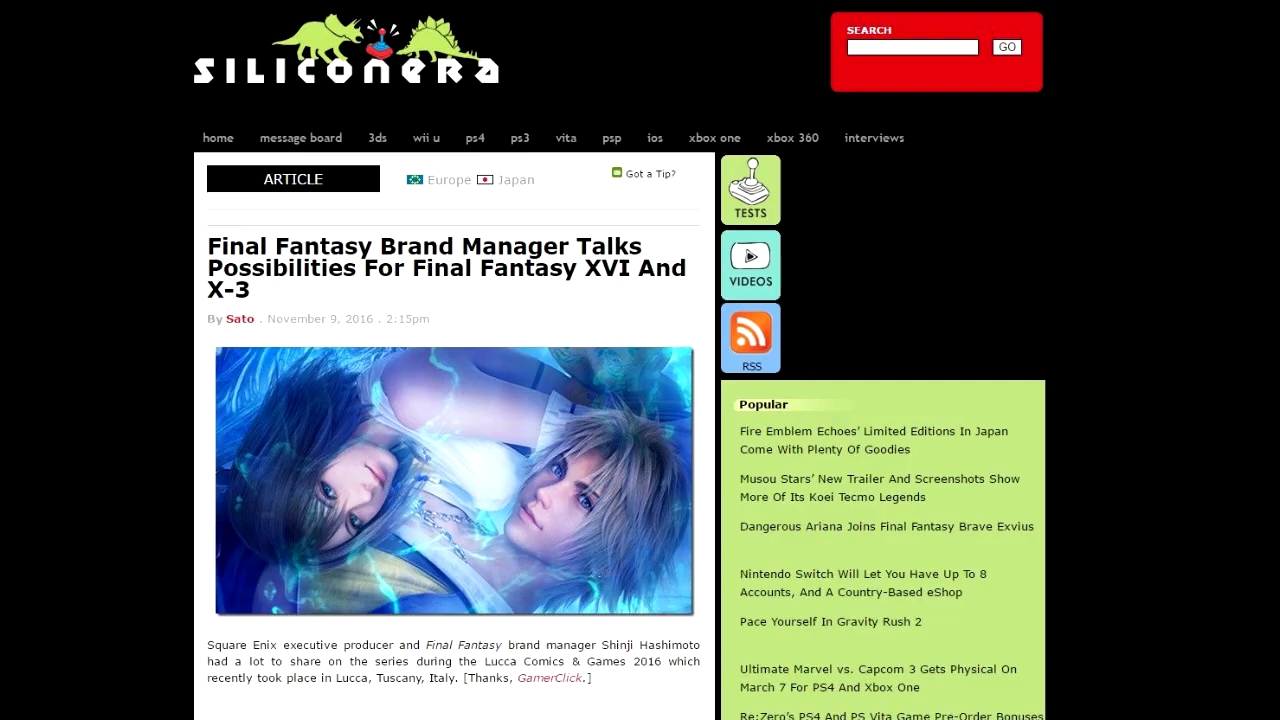 SILICONERA
SEARCH
GO
home message board 3ds wii u ps4 ps3 vita psp ios xbox one xbox 360 interviews
ARTICLE
Europe Japan
Got a Tip?
Final Fantasy Brand Manager Talks
Possibilities For Final Fantasy XVI And
X-3
By Sato . November 9, 2016 . 2:15pm
Square Enix executive producer and Final Fantasy brand manager Shinji Hashimoto
had a lot to share on the series during the Lucca Comics & Games 2016 which
recently took place in Lucca, Tuscany, Italy. [Thanks, GamerClick.]
TESTS
VIDEOS
RSS
Popular
Fire Emblem Echoes’ Limited Editions In Japan
Come With Plenty Of Goodies
Musou Stars’ New Trailer And Screenshots Show
More Of Its Koei Tecmo Legends
Dangerous Ariana Joins Final Fantasy Brave Exvius
Nintendo Switch Will Let You Have Up To 8
Accounts, And A Country-Based eShop
Pace Yourself In Gravity Rush 2
Ultimate Marvel vs. Capcom 3 Gets Physical On
March 7 For PS4 And Xbox One
Re:Zero’s PS4 And PS Vita Game Pre-Order Bonuses